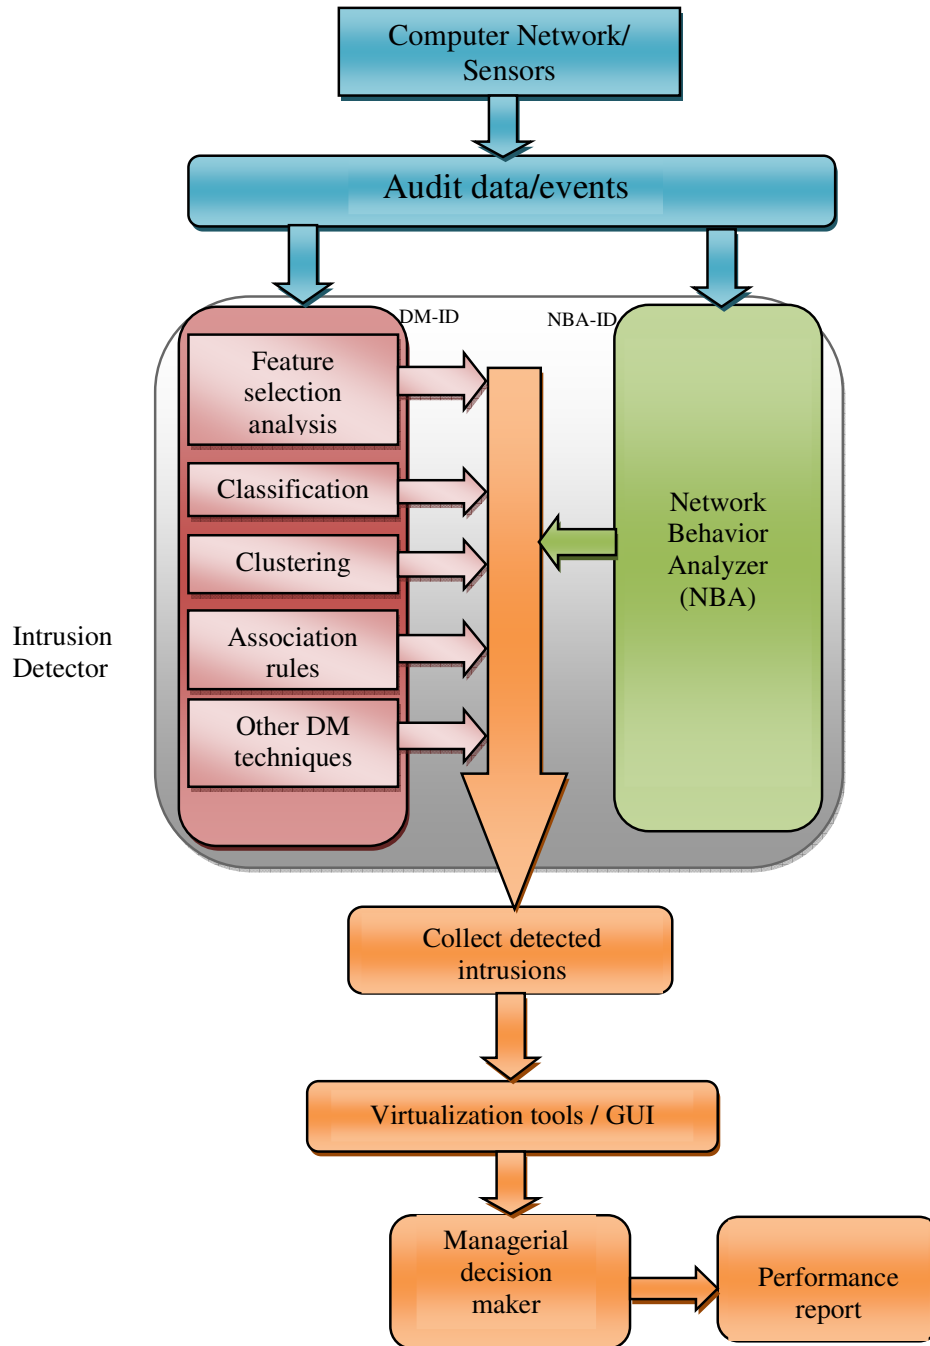 Computer Network/
Sensors
Audit data/events
DM-ID
NBA-ID
Feature
selection
analysis
Classification
Clustering
Association
rules
Other DM
techniques
Network
Behavior
Analyzer
(NBA)
Intrusion
Detector
Collect detected
intrusions
Virtualization tools / GUI
Managerial
decision
maker
Performance
report